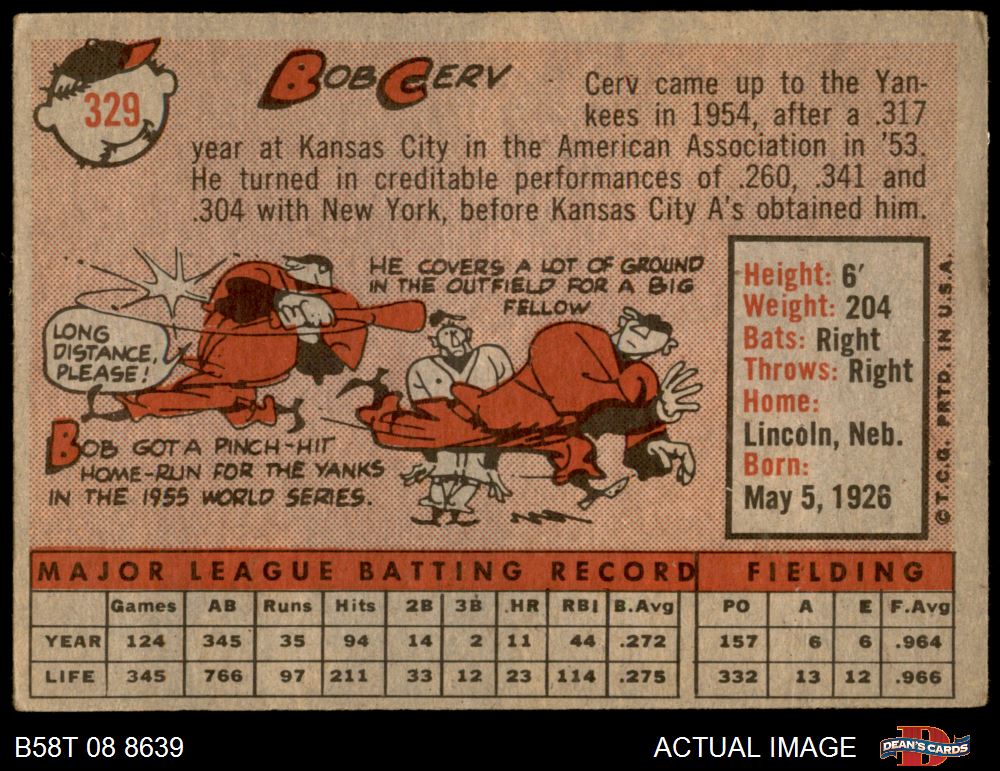 329
BOB CERV
Cerv came up to the Yan-
kees in 1954, after a .317
year at Kansas City in the American Association in '53.
He turned in creditable performances of .260, .341 and
.304 with New York, before Kansas City A's obtained him.
HE COVERS A LOT OF GROUND
IN THE OUTFIELD FOR A BIG
FELLOW
LONG
DISTANCE,
PLEASE!
BOB GOT A PINCH-HIT
HOME-RUN FOR THE YANKS
IN THE 1955 WORLD SERIES.
Height: 6'
Weight: 204
Bats: Right
Throws: Right
Home:
Lincoln, Neb.
Born:
May 5, 1926
© T.C.G. PRTD. IN U.S.A.
MAJOR LEAGUE BATTING RECORD FIELDING
Games AB Runs Hits 2B 3B HR RBI B.Avg PO A E F.Avg
YEAR 124 345 35 94 14 2 11 44 .272 157 6 6 .964
LIFE 345 766 97 211 33 12 23 114 .275 332 13 12 .966
B58T 08 8639 ACTUAL IMAGE DEAN'S CARDS